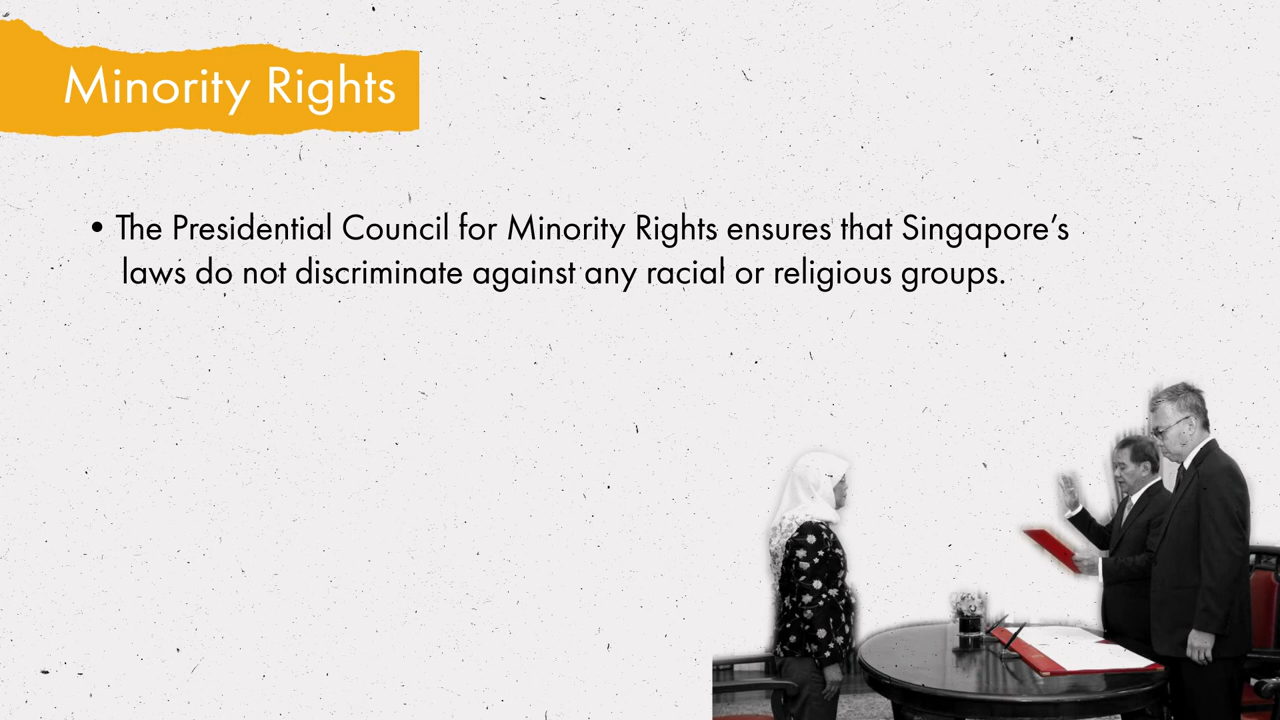 Minority Rights
• The Presidential Council for Minority Rights ensures that Singapore’s
laws do not discriminate against any racial or religious groups.